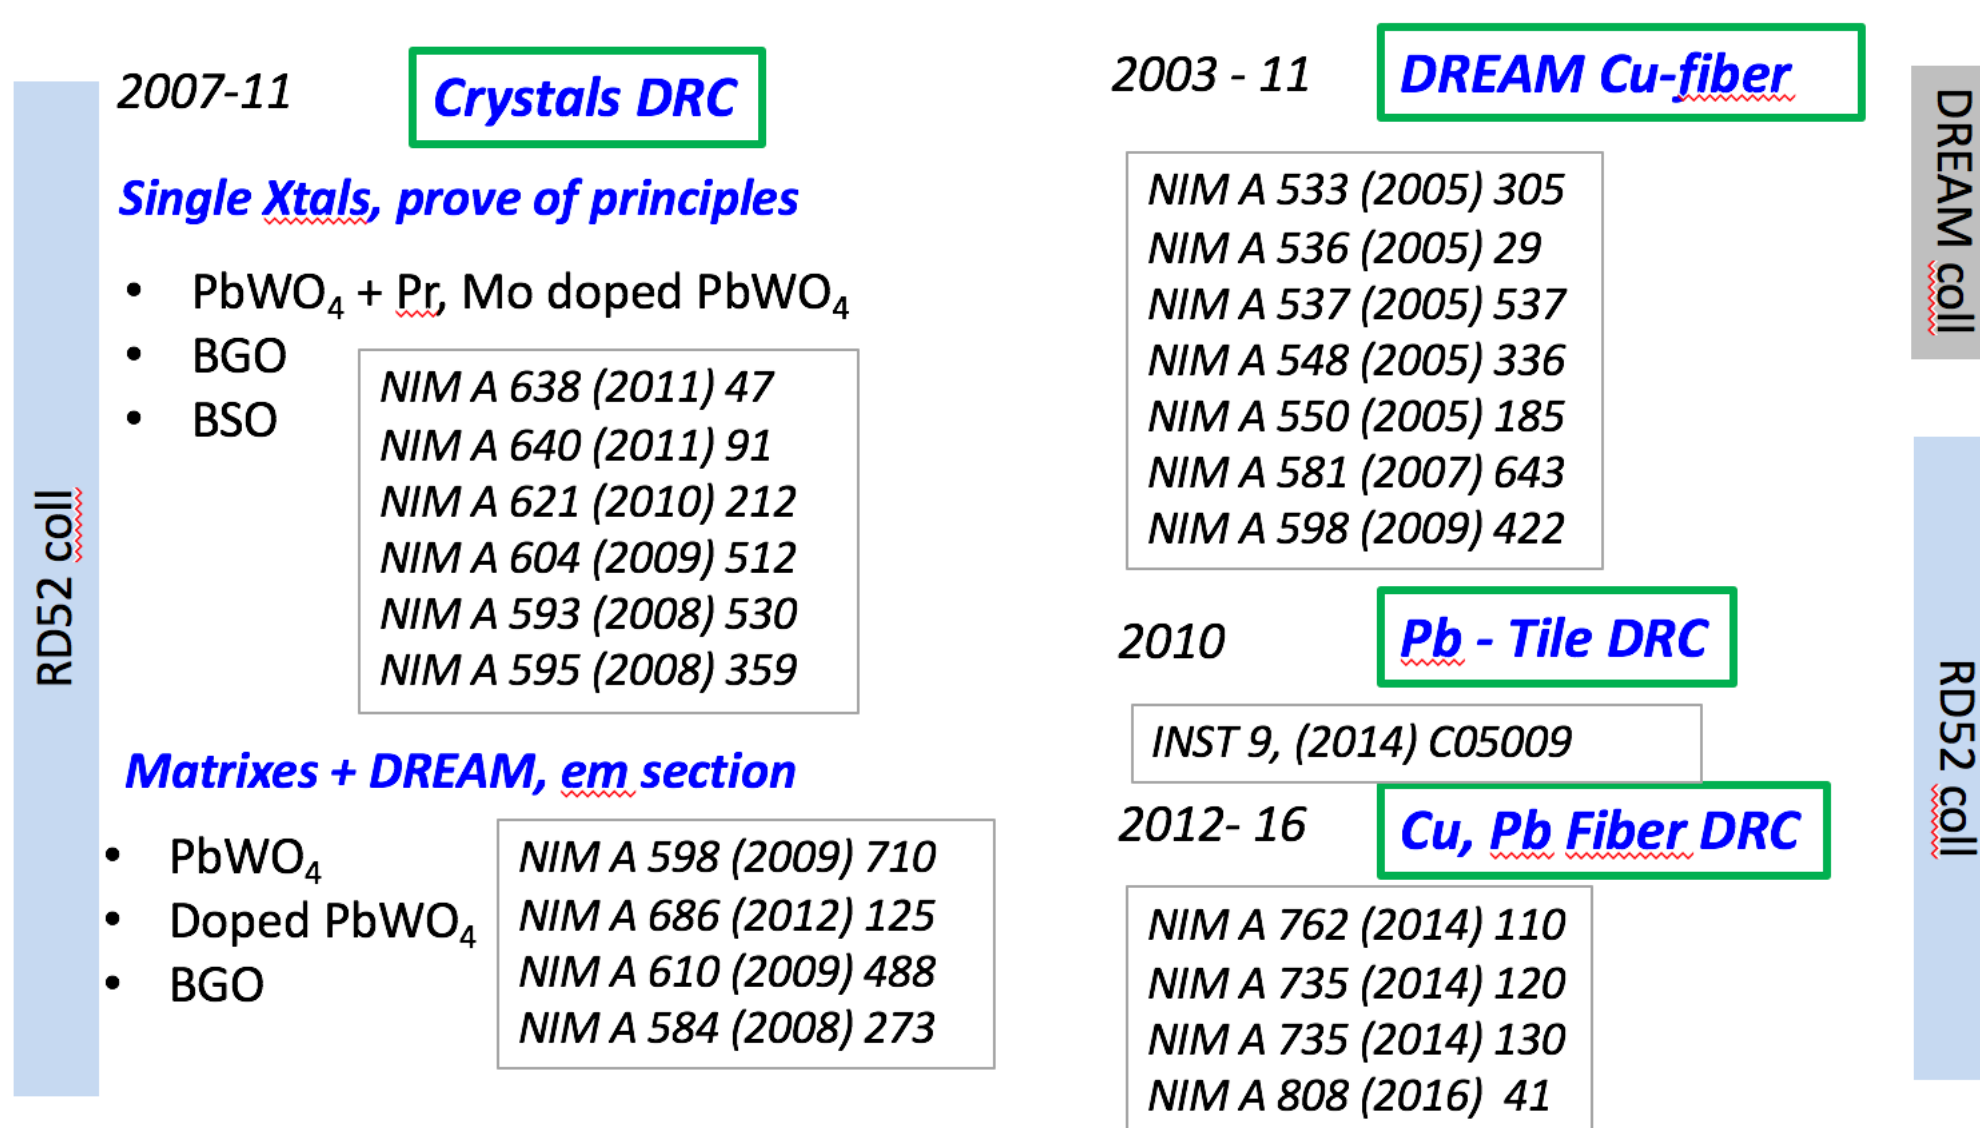 RD52 coll
2007-11
Crystals DRC
Single Xtals, prove of principles
• PbWO₄ + Pr, Mo doped PbWO₄
• BGO
• BSO
NIM A 638 (2011) 47
NIM A 640 (2011) 91
NIM A 621 (2010) 212
NIM A 604 (2009) 512
NIM A 593 (2008) 530
NIM A 595 (2008) 359
Matrixes + DREAM, em section
• PbWO₄
• Doped PbWO₄
• BGO
NIM A 598 (2009) 710
NIM A 686 (2012) 125
NIM A 610 (2009) 488
NIM A 584 (2008) 273
2003 - 11
DREAM Cu-fiber
NIM A 533 (2005) 305
NIM A 536 (2005) 29
NIM A 537 (2005) 537
NIM A 548 (2005) 336
NIM A 550 (2005) 185
NIM A 581 (2007) 643
NIM A 598 (2009) 422
2010
Pb - Tile DRC
INST 9, (2014) C05009
2012- 16
Cu, Pb Fiber DRC
NIM A 762 (2014) 110
NIM A 735 (2014) 120
NIM A 735 (2014) 130
NIM A 808 (2016) 41
DREAM coll
RD52 coll